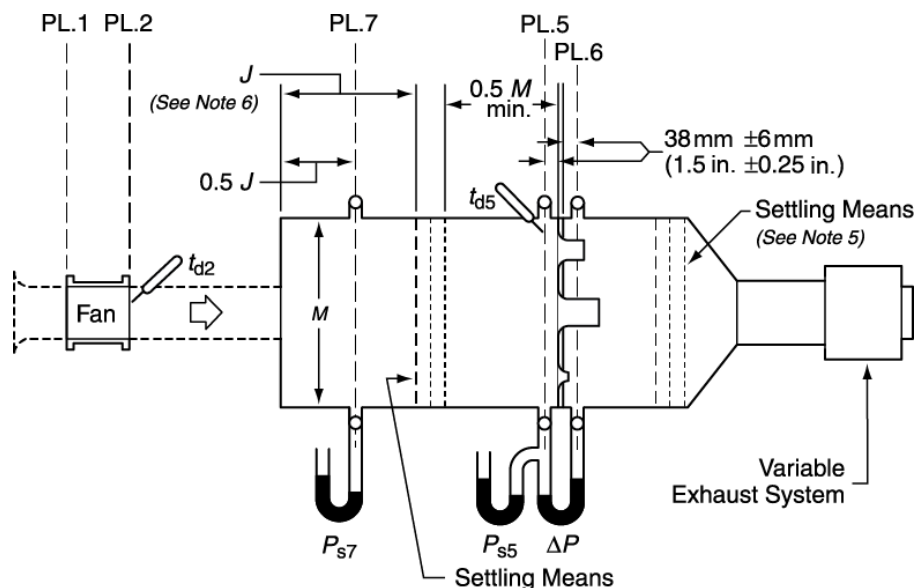 PL.1 PL.2 PL.7 PL.5
PL.6
J
(See Note 6)
0.5 M
min.
38 mm ±6 mm
(1.5 in. ±0.25 in.)
0.5 J
td5
Settling Means
(See Note 5)
td2
Fan
M
Variable
Exhaust System
Ps7 Ps5 ΔP
Settling Means